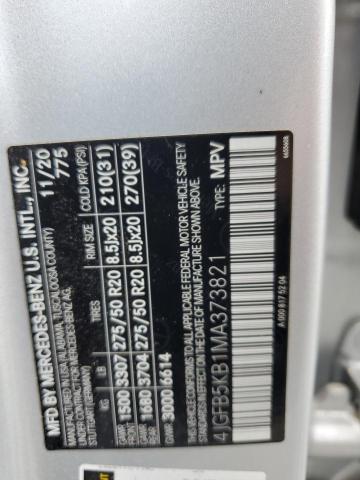 MFD BY MERCEDES-BENZ U.S. INTL., INC.
MADE IN USA (ALABAMA, TUSCALOOSA COUNTY) 11/20
UNDER CONTRACT OF MERCEDES-BENZ AG, 775
STUTTGART/GERMANY
KG LB TIRES RIM SIZE COLD KPA (PSI)
GAWR FRONT 1500 3307 275/50 R20 8.5jx20 210(31)
GAWR REAR 1680 3704 275/50 R20 8.5jx20 270(39)
GVWR 3000 6614
VEHICLE CONFORMS TO ALL APPLICABLE FEDERAL MOTOR VEHICLE SAFETY
STANDARDS IN EFFECT ON THE DATE OF MANUFACTURE SHOWN ABOVE.
4JGFB5KB1MA373821 TYPE: MPV
A 000 817 52 04